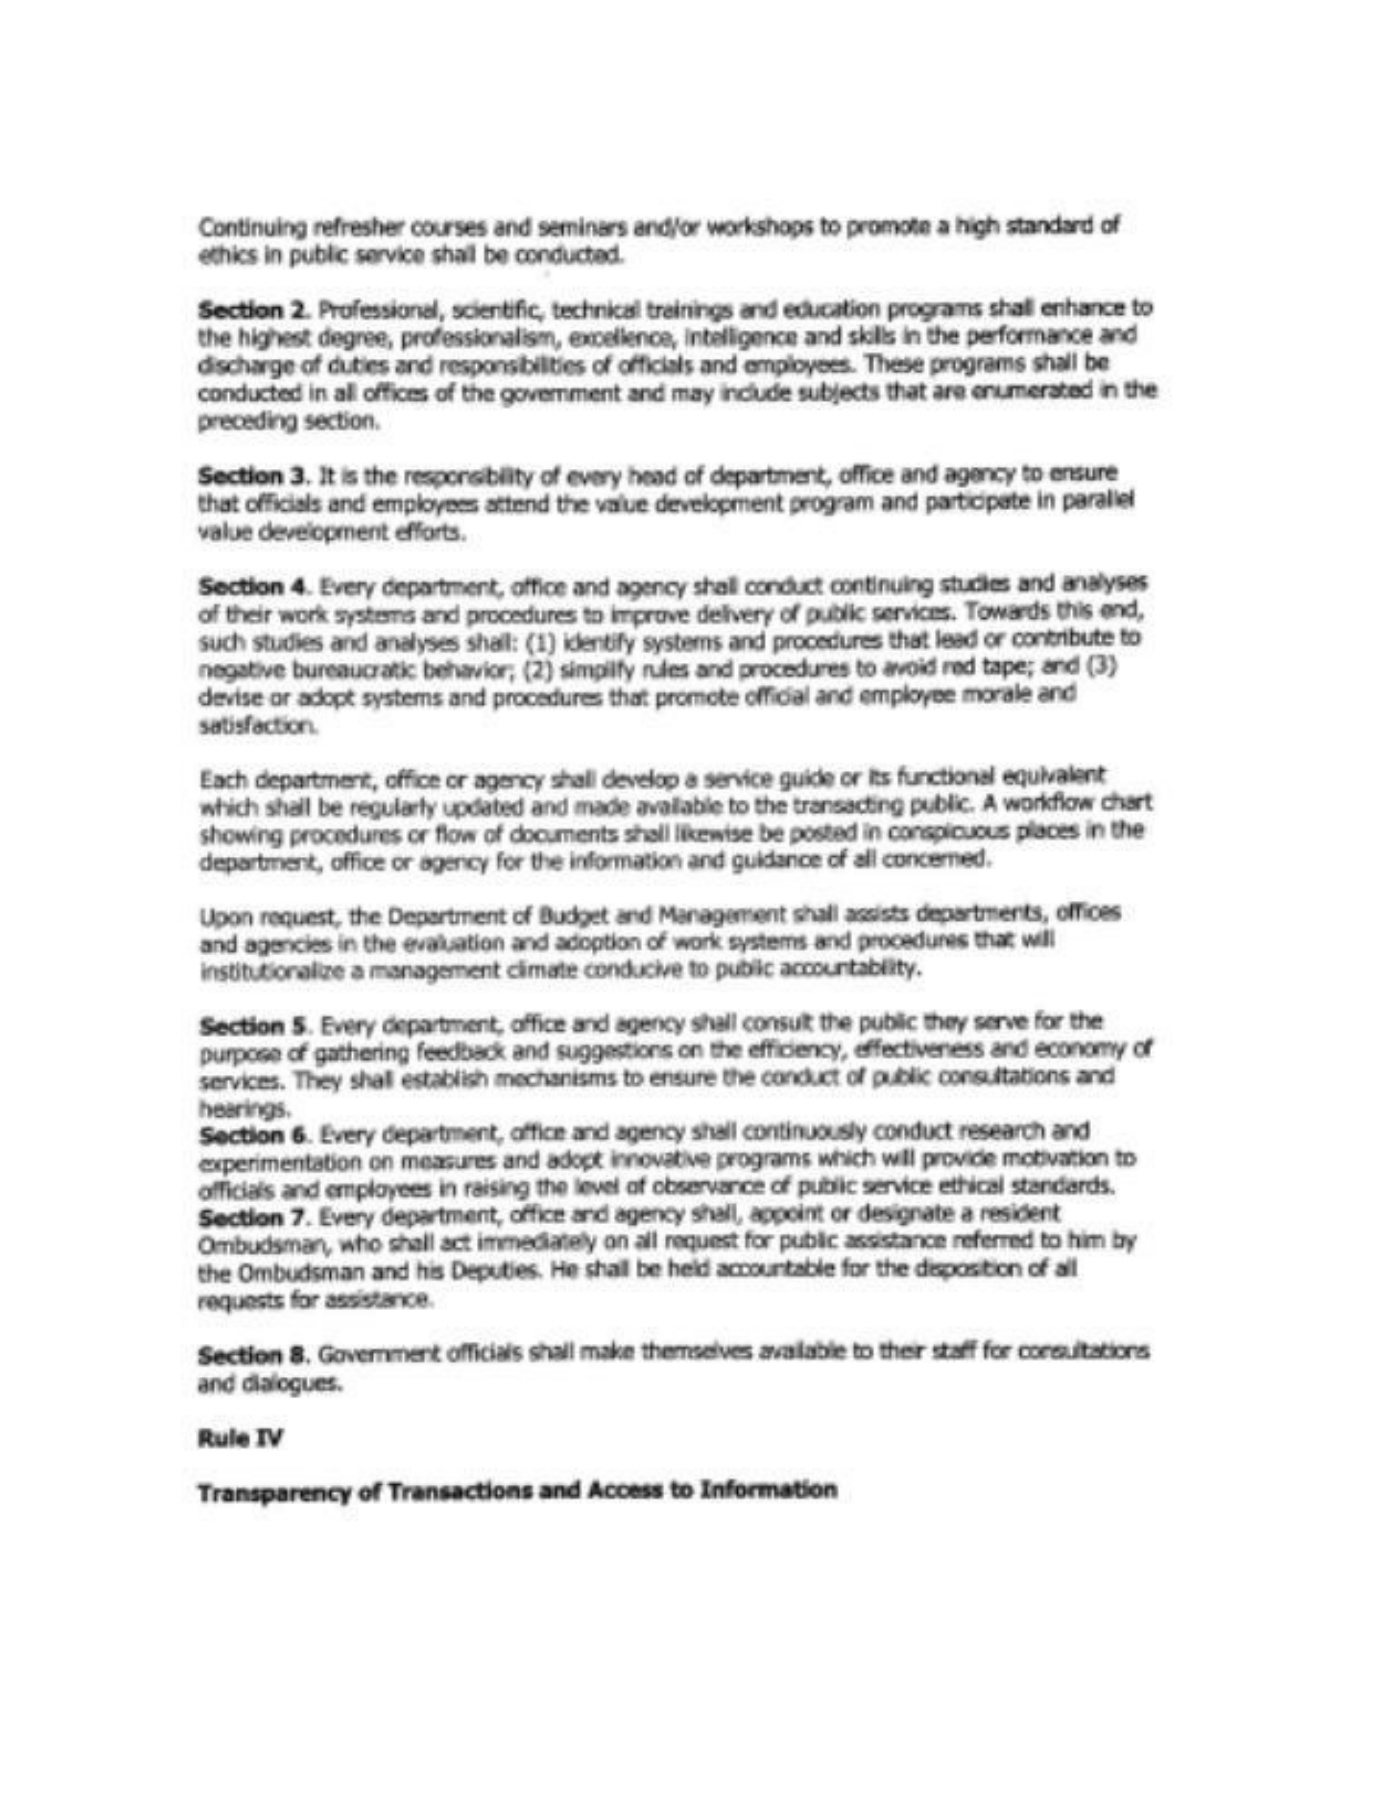 Continuing refresher courses and seminars and/or workshops to promote a high standard of
ethics in public service shall be conducted.
Section 2. Professional, scientific, technical trainings and education programs shall enhance to
the highest degree, professionalism, excellence, intelligence and skills in the performance and
discharge of duties and responsibilities of officials and employees. These programs shall be
conducted in all offices of the government and may include subjects that are enumerated in the
preceding section.
Section 3. It is the responsibility of every head of department, office and agency to ensure
that officials and employees attend the value development program and participate in parallel
value development efforts.
Section 4. Every department, office and agency shall conduct continuing studies and analyses
of their work systems and procedures to improve delivery of public services. Towards this end,
such studies and analyses shall: (1) identify systems and procedures that lead or contribute to
negative bureaucratic behavior; (2) simplify rules and procedures to avoid red tape; and (3)
devise or adopt systems and procedures that promote official and employee morale and
satisfaction.
Each department, office or agency shall develop a service guide or its functional equivalent
which shall be regularly updated and made available to the transacting public. A workflow chart
showing procedures or flow of documents shall likewise be posted in conspicuous places in the
department, office or agency for the information and guidance of all concerned.
Upon request, the Department of Budget and Management shall assists departments, offices
and agencies in the evaluation and adoption of work systems and procedures that will
institutionalize a management climate conducive to public accountability.
Section 5. Every department, office and agency shall consult the public they serve for the
purpose of gathering feedback and suggestions on the efficiency, effectiveness and economy of
services. They shall establish mechanisms to ensure the conduct of public consultations and
hearings.
Section 6. Every department, office and agency shall continuously conduct research and
experimentation on measures and adopt innovative programs which will provide motivation to
officials and employees in raising the level of observance of public service ethical standards.
Section 7. Every department, office and agency shall, appoint or designate a resident
Ombudsman, who shall act immediately on all request for public assistance referred to him by
the Ombudsman and his Deputies. He shall be held accountable for the disposition of all
requests for assistance.
Section 8. Government officials shall make themselves available to their staff for consultations
and dialogues.
Rule IV
Transparency of Transactions and Access to Information